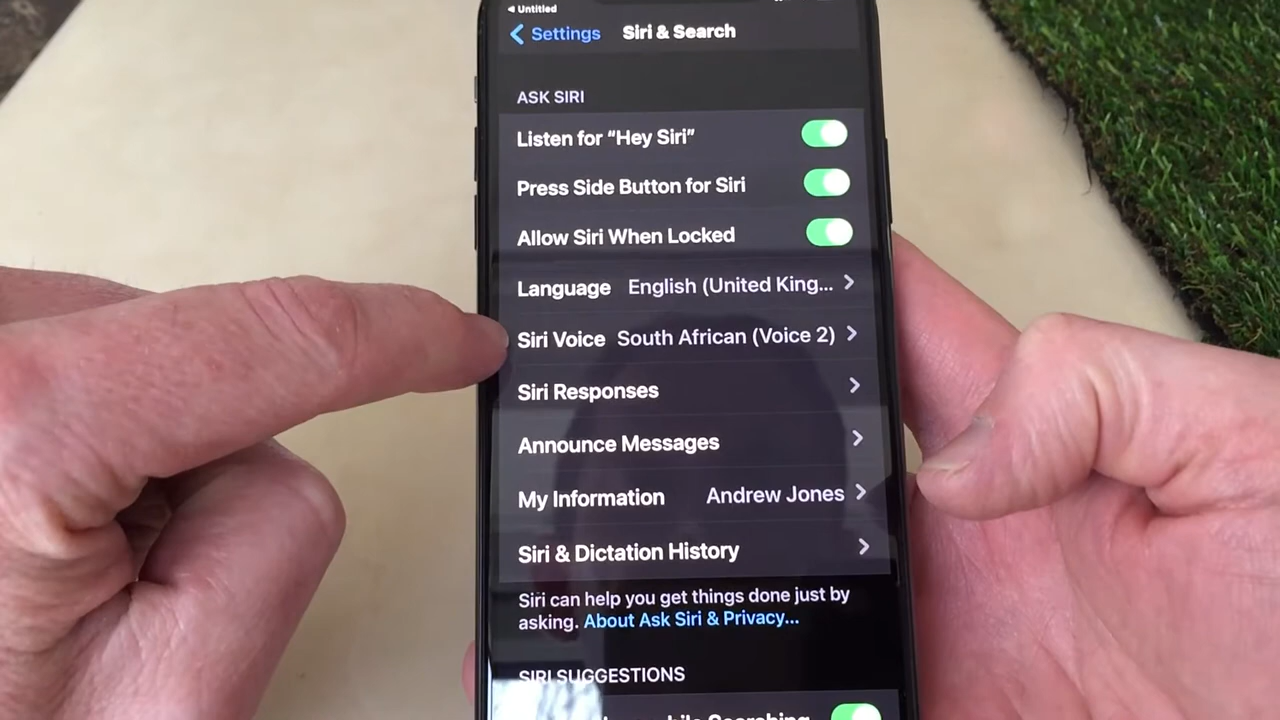 ◀ Untitled
Settings Siri & Search
ASK SIRI
Listen for “Hey Siri”
Press Side Button for Siri
Allow Siri When Locked
Language English (United King...
Siri Voice South African (Voice 2)
Siri Responses
Announce Messages
My Information Andrew Jones
Siri & Dictation History
Siri can help you get things done just by
asking. About Ask Siri & Privacy...
SIRI SUGGESTIONS
while Searching